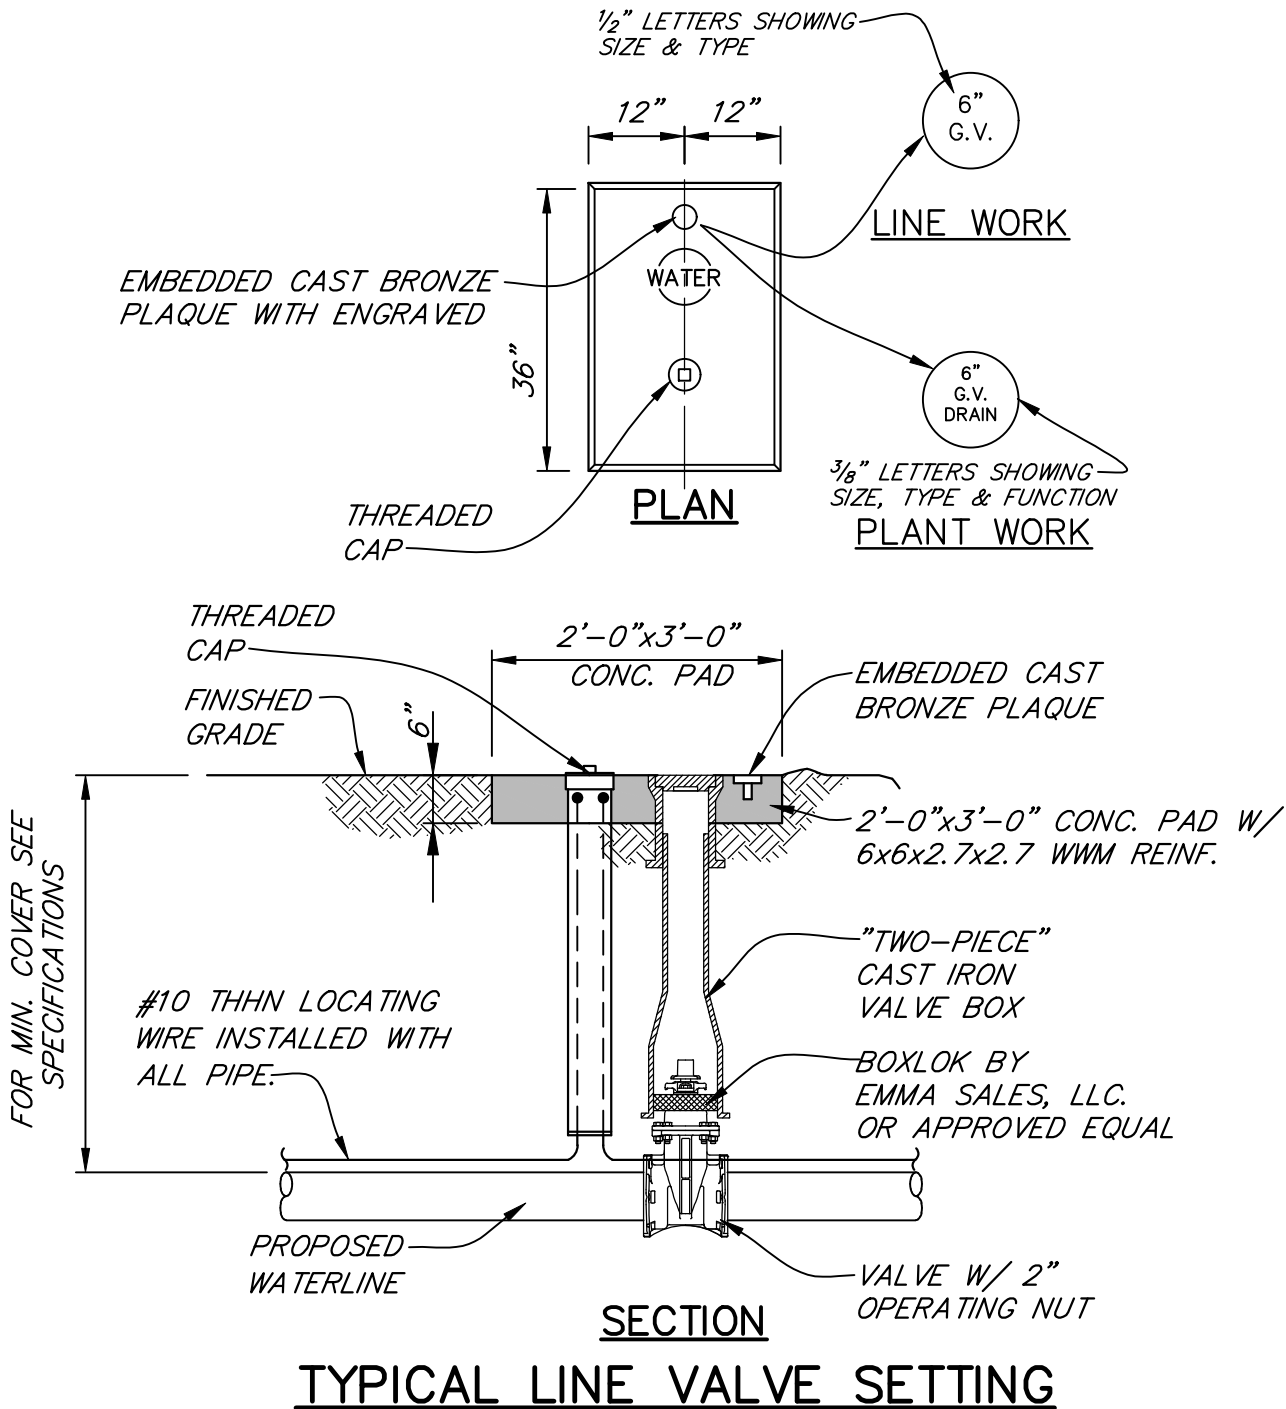 ½" LETTERS SHOWING
SIZE & TYPE
12"
12"
6"
G.V.
LINE WORK
EMBEDDED CAST BRONZE
PLAQUE WITH ENGRAVED
WATER
36"
6"
G.V.
DRAIN
⅜" LETTERS SHOWING
SIZE, TYPE & FUNCTION
PLANT WORK
PLAN
THREADED
CAP
THREADED
CAP
2'-0"x3'-0"
CONC. PAD
EMBEDDED CAST
BRONZE PLAQUE
FINISHED
GRADE
6"
2'-0"x3'-0" CONC. PAD W/
6x6x2.7x2.7 WWM REINF.
FOR MIN. COVER SEE
SPECIFICATIONS
"TWO-PIECE"
CAST IRON
VALVE BOX
#10 THHN LOCATING
WIRE INSTALLED WITH
ALL PIPE.
BOXLOK BY
EMMA SALES, LLC.
OR APPROVED EQUAL
PROPOSED
WATERLINE
VALVE W/ 2"
OPERATING NUT
SECTION
TYPICAL LINE VALVE SETTING